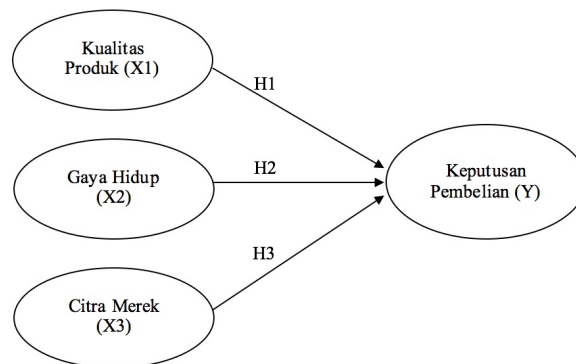 Kualitas
Produk (X1)
H1
Gaya Hidup
(X2)
H2
Keputusan
Pembelian (Y)
H3
Citra Merek
(X3)